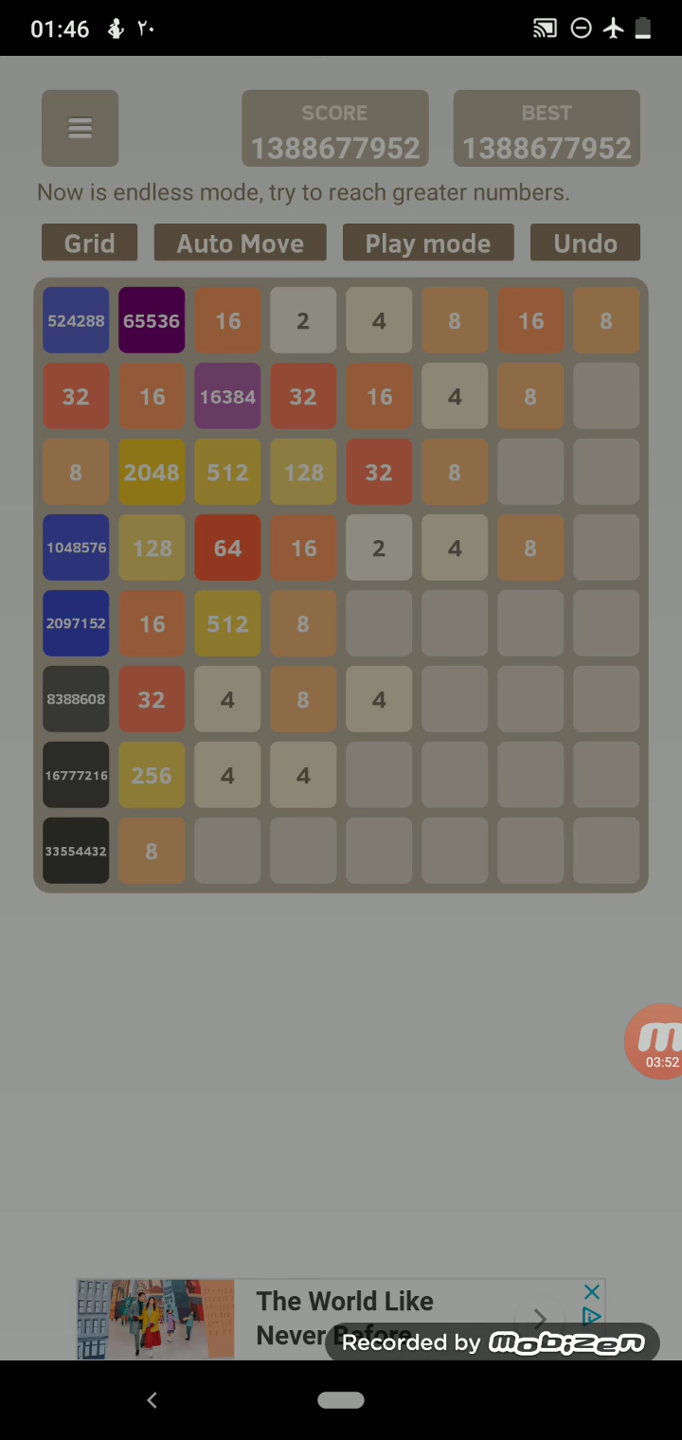 01:46 ٢٠
SCORE BEST
1388677952 1388677952
Now is endless mode, try to reach greater numbers.
Grid Auto Move Play mode Undo
524288 65536 16 2 4 8 16 8
32 16 16384 32 16 4 8
8 2048 512 128 32 8
1048576 128 64 16 2 4 8
2097152 16 512 8
8388608 32 4 8 4
16777216 256 4 4
33554432 8
m
03:52
The World Like
Never Before
Recorded by mobizen